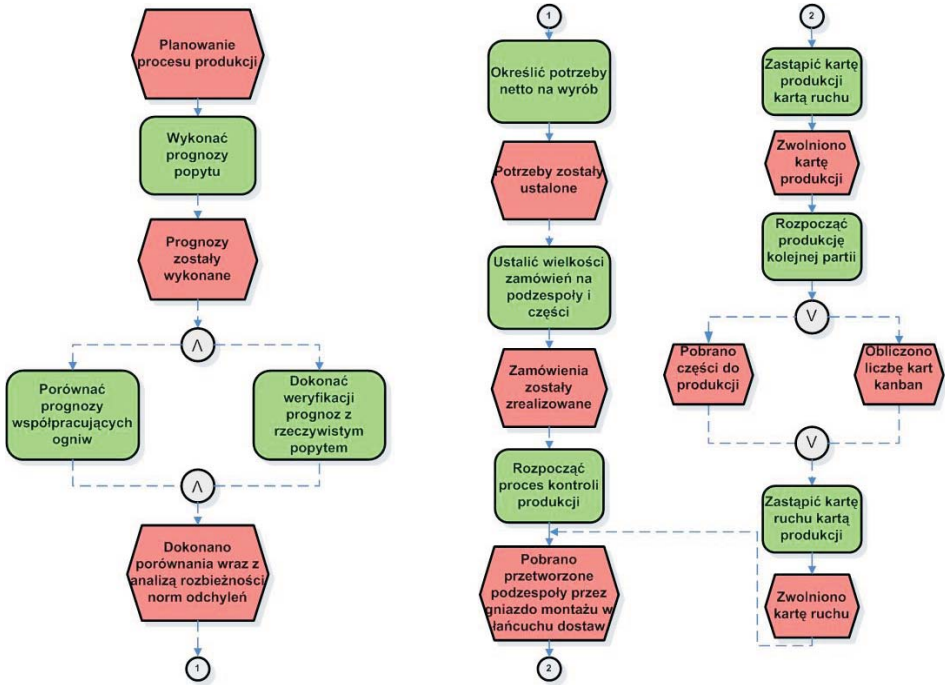 Planowanie
procesu produkcji
Wykonać
prognozy
popytu
Prognozy
zostały
wykonane
Λ
Porównać
prognozy
współpracujących
ogniw
Dokonać
weryfikacji
prognoz z
rzeczywistym
popytem
Λ
Dokonano
porównania wraz z
analizą rozbieżności
norm odchyleń
1
1
Określić potrzeby
netto na wyrób
Potrzeby zostały
ustalone
Ustalić wielkości
zamówień na
podzespoły i
części
Zamówienia
zostały
zrealizowane
Rozpocząć
proces kontroli
produkcji
Pobrano
przetworzone
podzespoły przez
gniazdo montażu w
łańcuchu dostaw
2
2
Zastąpić kartę
produkcji
kartą ruchu
Zwolniono
kartę
produkcji
Rozpocząć
produkcję
kolejnej partii
V
Pobrano
części do
produkcji
Obliczono
liczbę kart
kanban
V
Zastąpić kartę
ruchu kartą
produkcji
Zwolniono
kartę ruchu